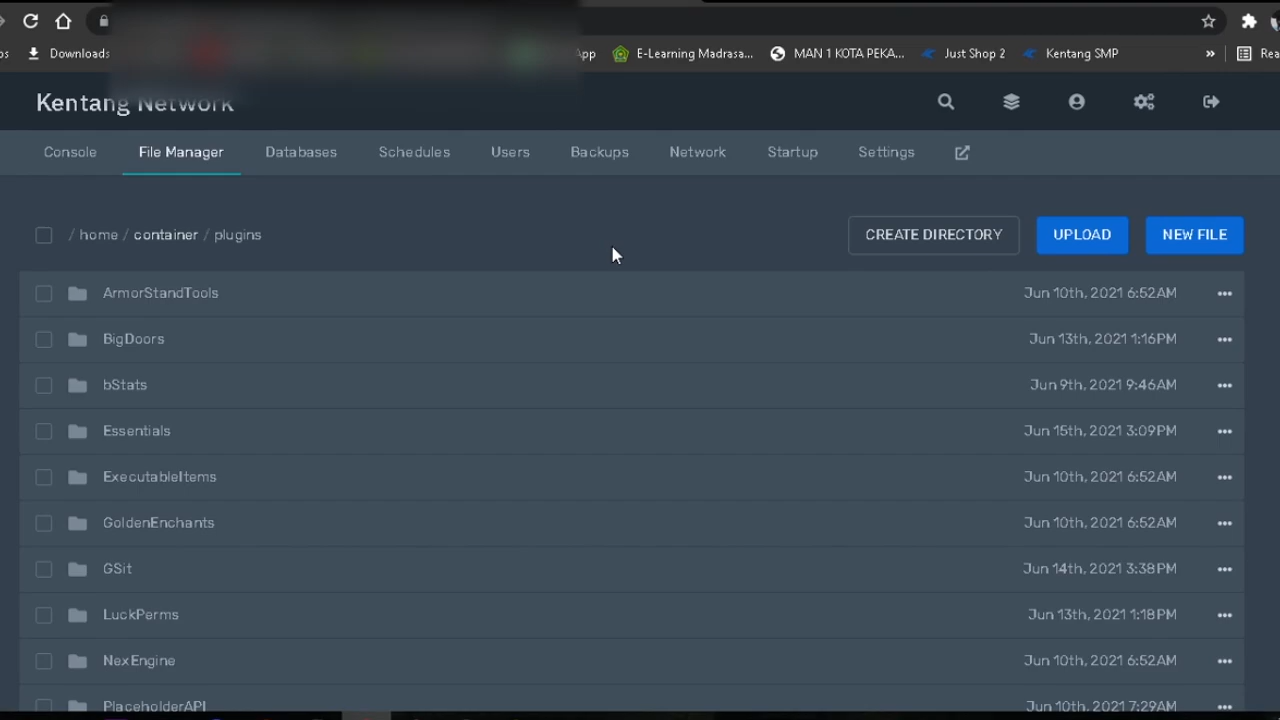 os Downloads App E-Learning Madrasa... MAN 1 KOTA PEKA... Just Shop 2 Kentang SMP » Rea
Kentang Network
Console File Manager Databases Schedules Users Backups Network Startup Settings
/ home / container / plugins CREATE DIRECTORY UPLOAD NEW FILE
ArmorStandTools Jun 10th, 2021 6:52AM
BigDoors Jun 13th, 2021 1:16PM
bStats Jun 9th, 2021 9:46AM
Essentials Jun 15th, 2021 3:09PM
ExecutableItems Jun 10th, 2021 6:52AM
GoldenEnchants Jun 10th, 2021 6:52AM
GSit Jun 14th, 2021 3:38PM
LuckPerms Jun 13th, 2021 1:18PM
NexEngine Jun 10th, 2021 6:52AM
PlaceholderAPI Jun 10th, 2021 7:29AM